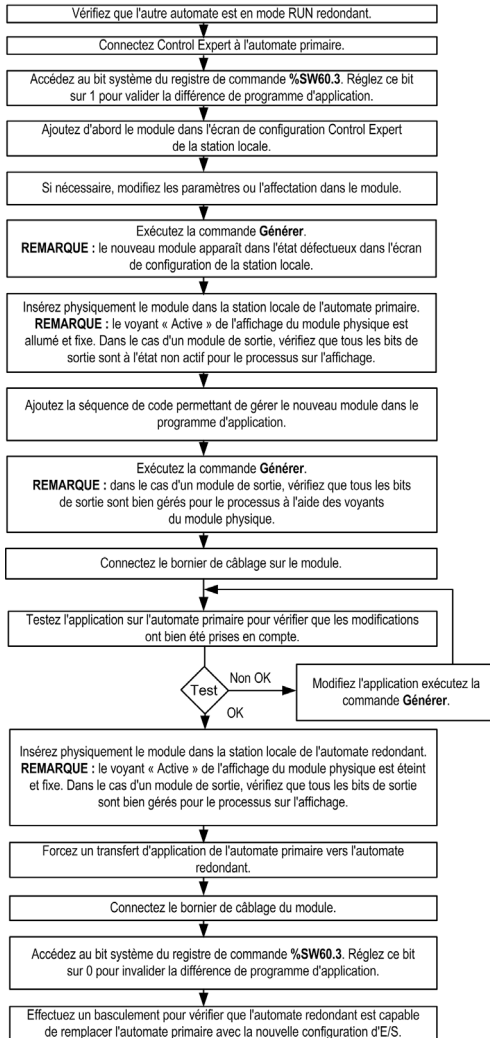 Vérifiez que l'autre automate est en mode RUN redondant.
Connectez Control Expert à l'automate primaire.
Accédez au bit système du registre de commande %SW60.3. Réglez ce bit
sur 1 pour valider la différence de programme d'application.
Ajoutez d'abord le module dans l'écran de configuration Control Expert
de la station locale.
Si nécessaire, modifiez les paramètres ou l'affectation dans le module.
Exécutez la commande Générer.
REMARQUE : le nouveau module apparaît dans l'état défectueux dans l'écran
de configuration de la station locale.
Insérez physiquement le module dans la station locale de l'automate primaire.
REMARQUE : le voyant « Active » de l'affichage du module physique est
allumé et fixe. Dans le cas d'un module de sortie, vérifiez que tous les bits de
sortie sont à l'état non actif pour le processus sur l'affichage.
Ajoutez la séquence de code permettant de gérer le nouveau module dans le
programme d'application.
Exécutez la commande Générer.
REMARQUE : dans le cas d'un module de sortie, vérifiez que tous les bits
de sortie sont bien gérés pour le processus à l'aide des voyants
du module physique.
Connectez le bornier de câblage sur le module.
Testez l'application sur l'automate primaire pour vérifier que les modifications
ont bien été prises en compte.
Test
Non OK
Modifiez l'application exécutez la
commande Générer.
OK
Insérez physiquement le module dans la station locale de l'automate redondant.
REMARQUE : le voyant « Active » de l'affichage du module physique est éteint
et fixe. Dans le cas d'un module de sortie, vérifiez que tous les bits de sortie
sont bien gérés pour le processus sur l'affichage.
Forcez un transfert d'application de l'automate primaire vers l'automate
redondant.
Connectez le bornier de câblage du module.
Accédez au bit système du registre de commande %SW60.3. Réglez ce bit
sur 0 pour invalider la différence de programme d'application.
Effectuez un basculement pour vérifier que l'automate redondant est capable
de remplacer l'automate primaire avec la nouvelle configuration d'E/S.